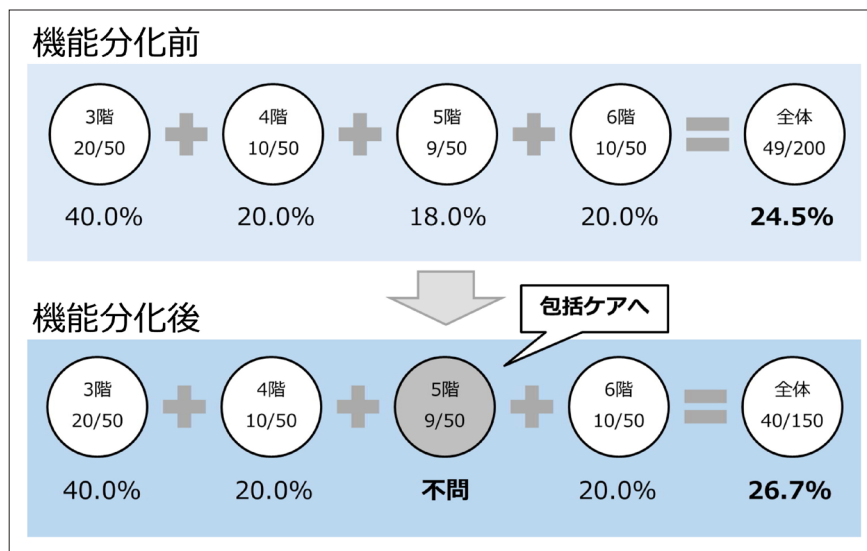 機能分化前
3階
20/50
4階
10/50
5階
9/50
6階
10/50
全体
49/200
40.0%
20.0%
18.0%
20.0%
24.5%
包括ケアへ
機能分化後
3階
20/50
4階
10/50
5階
9/50
6階
10/50
全体
40/150
40.0%
20.0%
不問
20.0%
26.7%